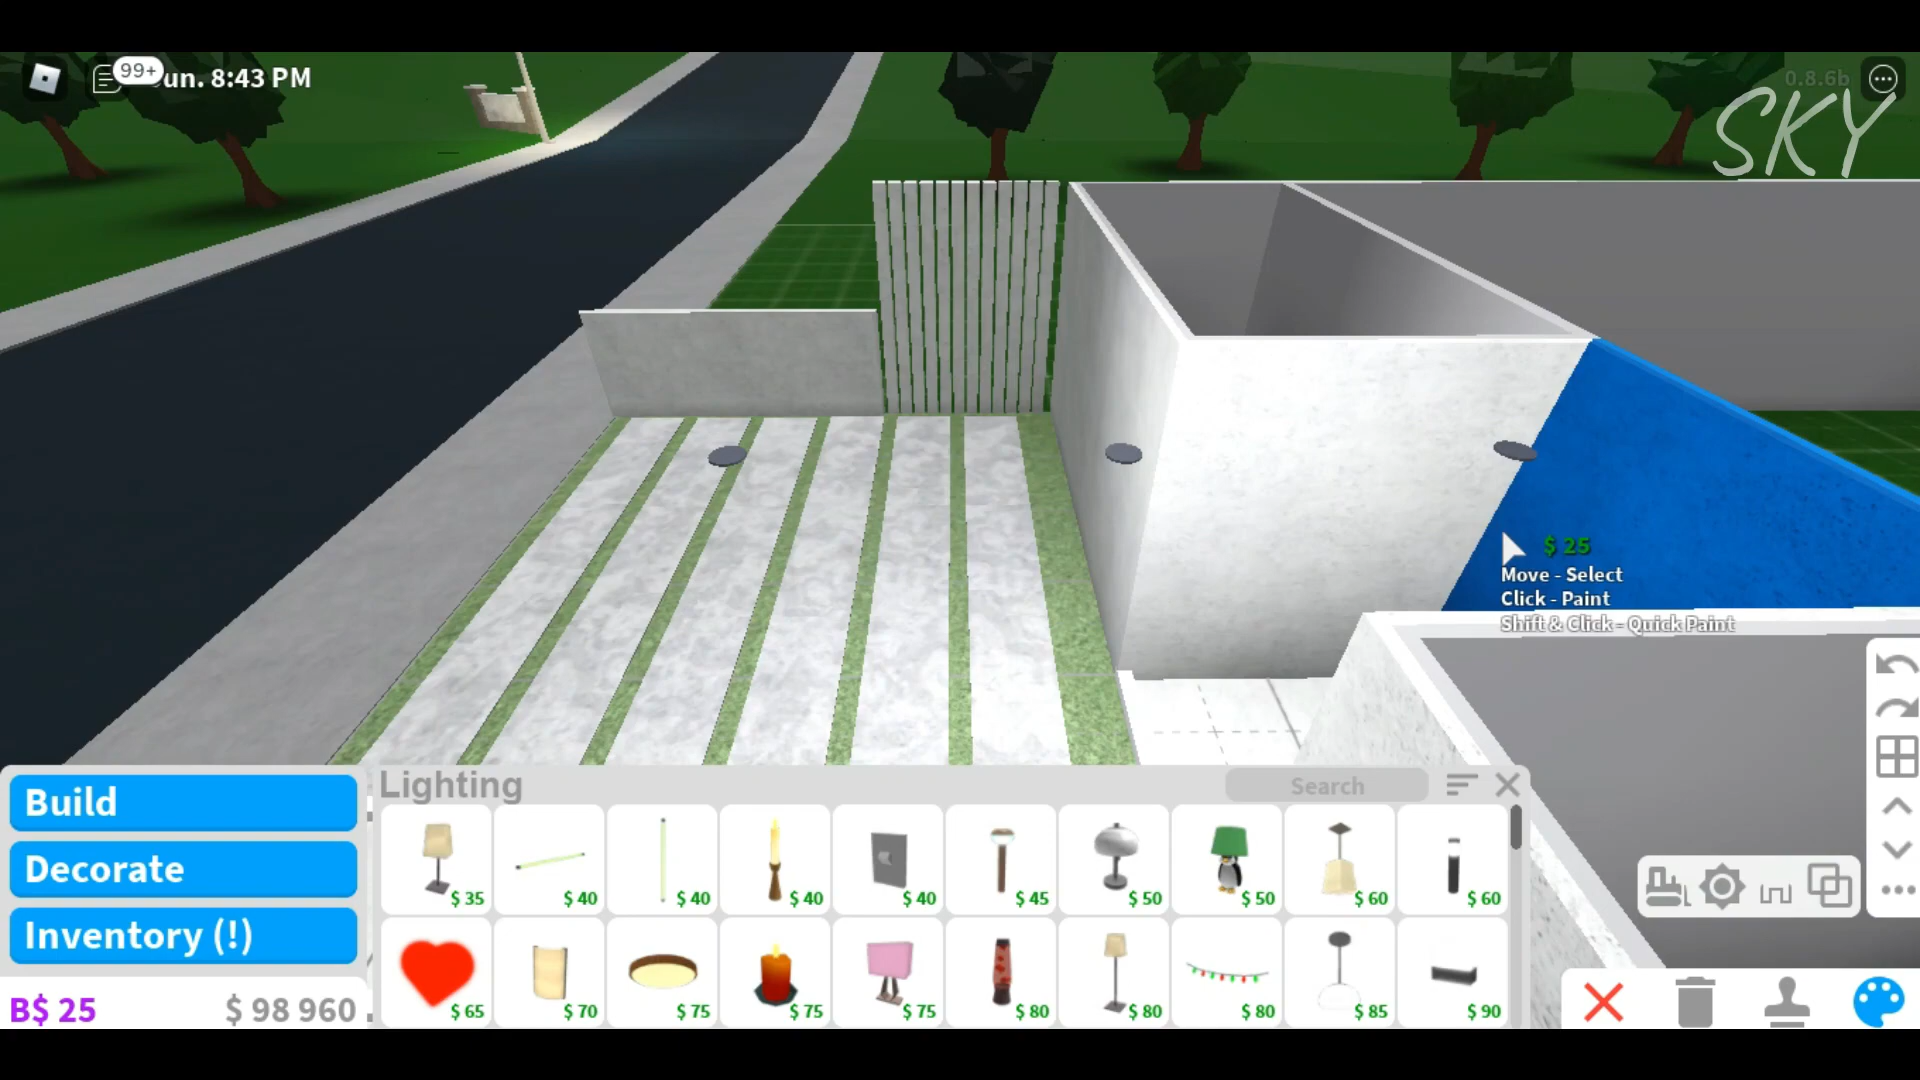 99+
un. 8:43 PM
0.8.6b
SKY
$ 25
Move - Select
Click - Paint
Shift & Click - Quick Paint
Build
Decorate
Inventory (!)
B$ 25
$ 98 960
Lighting
Search
$ 35
$ 40
$ 40
$ 40
$ 40
$ 45
$ 50
$ 50
$ 60
$ 60
$ 65
$ 70
$ 75
$ 75
$ 75
$ 80
$ 80
$ 80
$ 85
$ 90